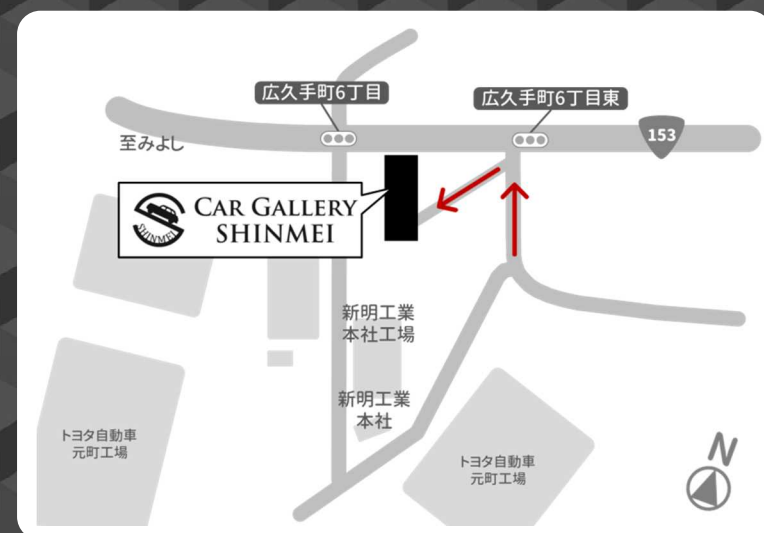 広久手町6丁目
広久手町6丁目東
153
至みよし
CAR GALLERY
SHINMEI
SHINMEI
新明工業
本社工場
新明工業
本社
トヨタ自動車
元町工場
トヨタ自動車
元町工場
N